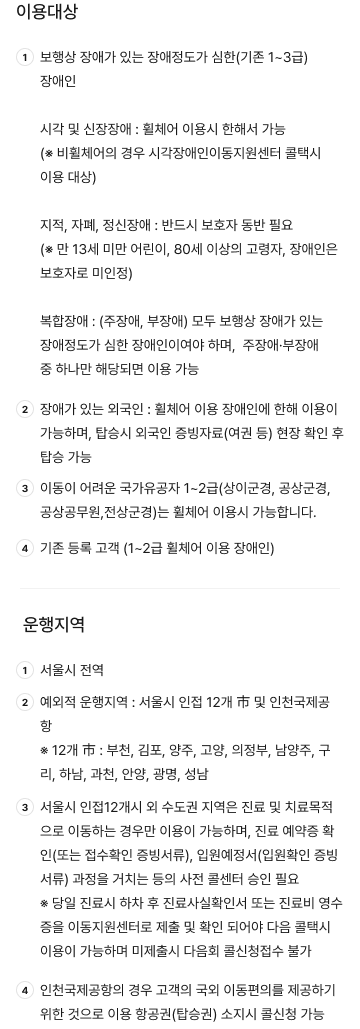 이용대상
1 보행상 장애가 있는 장애정도가 심한(기존 1~3급)
장애인
시각 및 신장장애 : 휠체어 이용시 한해서 가능
(※ 비휠체어의 경우 시각장애인이동지원센터 콜택시
이용 대상)
지적, 자폐, 정신장애 : 반드시 보호자 동반 필요
(※ 만 13세 미만 어린이, 80세 이상의 고령자, 장애인은
보호자로 미인정)
복합장애 : (주장애, 부장애) 모두 보행상 장애가 있는
장애정도가 심한 장애인이여야 하며, 주장애·부장애
중 하나만 해당되면 이용 가능
2 장애가 있는 외국인 : 휠체어 이용 장애인에 한해 이용이
가능하며, 탑승시 외국인 증빙자료(여권 등) 현장 확인 후
탑승 가능
3 이동이 어려운 국가유공자 1~2급(상이군경, 공상군경,
공상공무원,전상군경)는 휠체어 이용시 가능합니다.
4 기존 등록 고객 (1~2급 휠체어 이용 장애인)
운행지역
1 서울시 전역
2 예외적 운행지역 : 서울시 인접 12개 市 및 인천국제공
항
※ 12개 市 : 부천, 김포, 양주, 고양, 의정부, 남양주, 구
리, 하남, 과천, 안양, 광명, 성남
3 서울시 인접12개시 외 수도권 지역은 진료 및 치료목적
으로 이동하는 경우만 이용이 가능하며, 진료 예약증 확
인(또는 접수확인 증빙서류), 입원예정서(입원확인 증빙
서류) 과정을 거치는 등의 사전 콜센터 승인 필요
※ 당일 진료시 하차 후 진료사실확인서 또는 진료비 영수
증을 이동지원센터로 제출 및 확인 되어야 다음 콜택시
이용이 가능하며 미제출시 다음회 콜신청접수 불가
4 인천국제공항의 경우 고객의 국외 이동편의를 제공하기
위한 것으로 이용 항공권(탑승권) 소지시 콜신청 가능